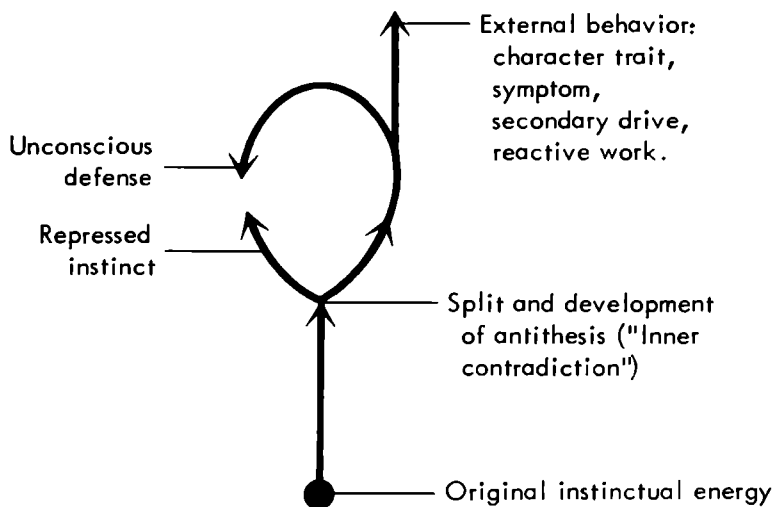 External behavior:
character trait,
symptom,
secondary drive,
reactive work.
Unconscious
defense
Repressed
instinct
Split and development
of antithesis ("Inner
contradiction")
Original instinctual energy